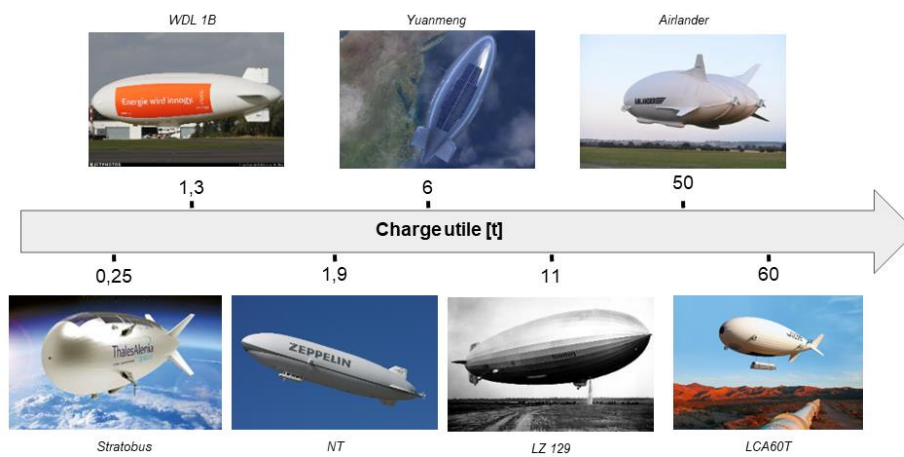 WDL 1B
Yuanmeng
Airlander
Energie wird innogy.
1,3
6
50
Charge utile [t]
0,25
1,9
11
60
ThalesAlenia
ZEPPELIN
Stratobus
NT
LZ 129
LCA60T